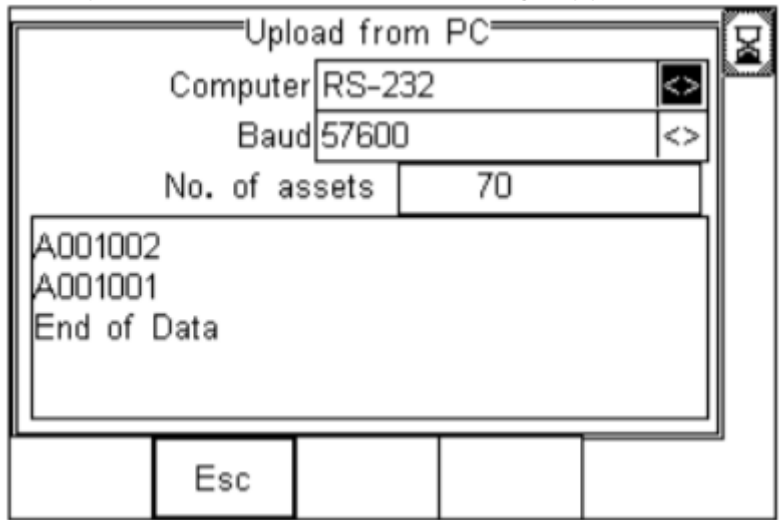 Upload from PC
Computer RS-232 <>
Baud 57600 <>
No. of assets 70
A001002
A001001
End of Data
Esc